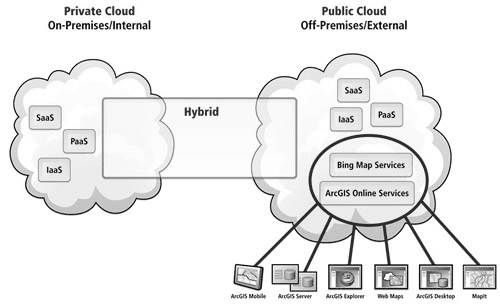 Private Cloud
On-Premises/Internal
Public Cloud
Off-Premises/External
SaaS
PaaS
IaaS
Hybrid
SaaS
IaaS
PaaS
Bing Map Services
ArcGIS Online Services
ArcGIS Mobile
ArcGIS Server
ArcGIS Explorer
Web Maps
ArcGIS Desktop
MapIt